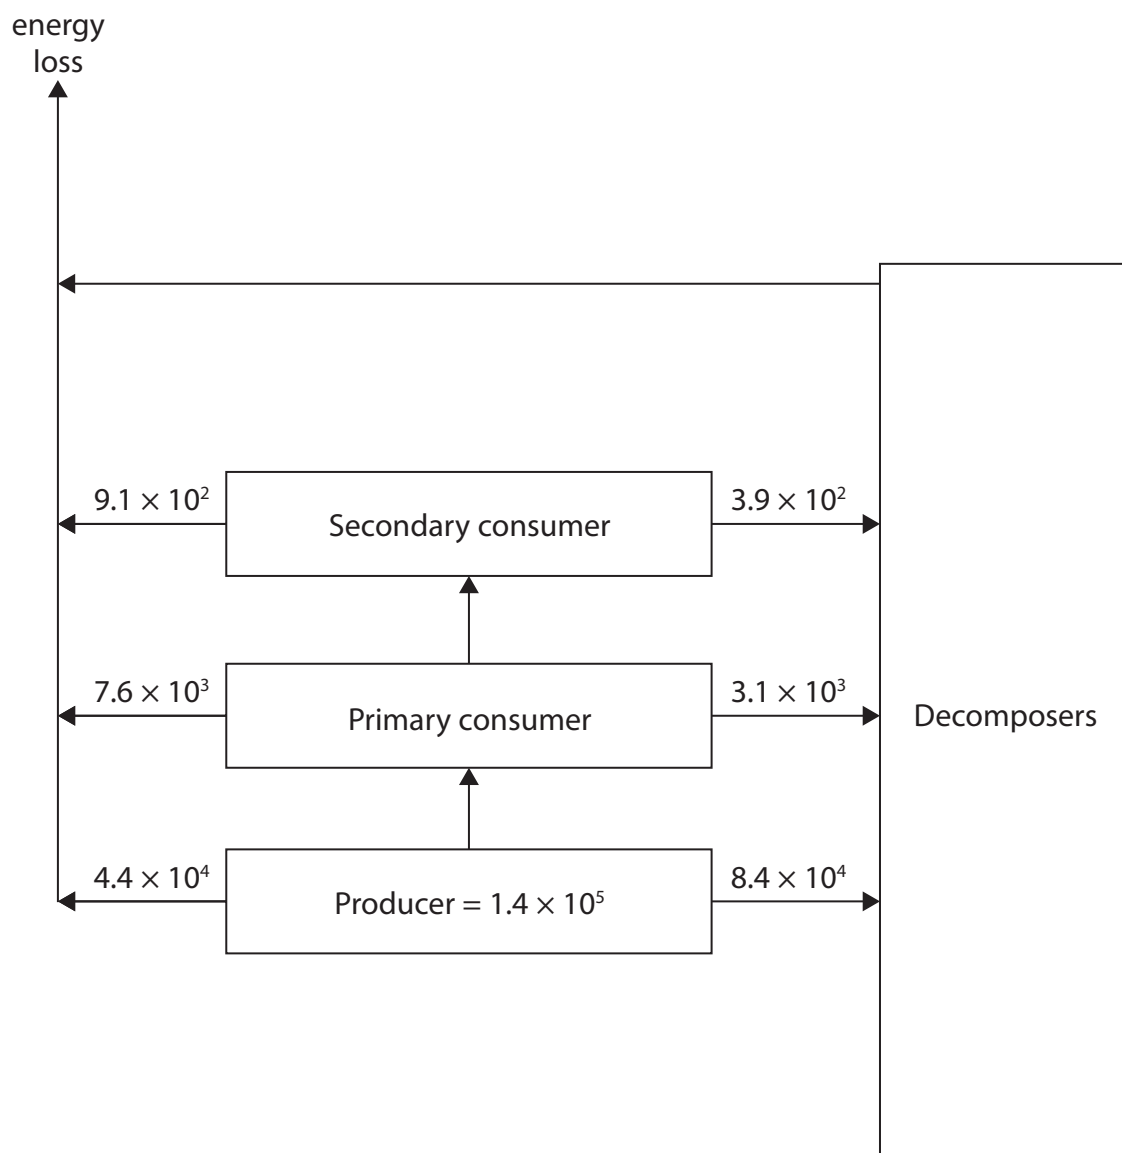 energy
loss
9.1 × 10²
Secondary consumer
3.9 × 10²
7.6 × 10³
Primary consumer
3.1 × 10³
Decomposers
4.4 × 10⁴
Producer = 1.4 × 10⁵
8.4 × 10⁴